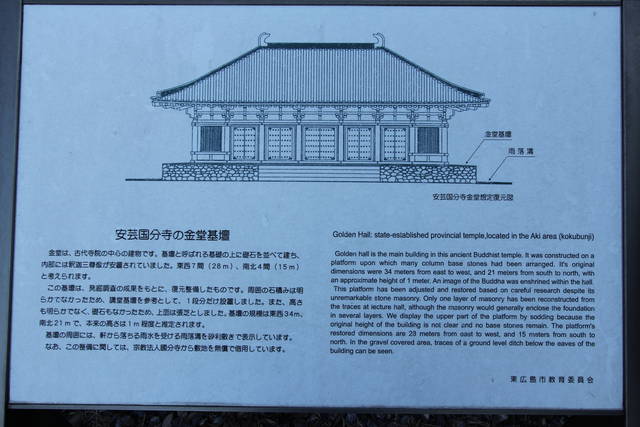 金堂基壇
雨落溝
安芸国分寺金堂想定復元図
安芸国分寺の金堂基壇
金堂は、古代寺院の中心の建物です。基壇と呼ばれる基礎の上に礎石を並べて建ち、
内部には釈迦三尊像が安置されていました。東西7間(28m)、南北4間(15m)
と考えられます。
この基壇は、発掘調査の成果をもとに、復元整備したものです。周囲の石積みは明
らかでなかったため、講堂基壇を参考として、1段分だけ設置しました。また、高さ
も明らかでなく、礎石もなかったため、上面は張芝としました。基壇の規模は東西34m、
南北21mで、本来の高さは1m程度と推定されます。
基壇の周囲には、軒から落ちる雨水を受ける雨落溝を砂利敷きで表示しています。
なお、この整備に関しては、宗教法人國分寺から敷地を無償で借用しています。
Golden Hall: state-established provincial temple,located in the Aki area (kokubunji)
Golden hall is the main building in this ancient Buddhist temple. It was constructed on a
platform upon which many column base stones had been arranged. It's original
dimensions were 34 meters from east to west, and 21 meters from south to north, with
an approximate height of 1 meter. An image of the Buddha was enshrined within the hall.
This platform has been adjusted and restored based on careful research despite its
unremarkable stone masonry. Only one layer of masonry has been reconstructed from
the traces at lecture hall, although the masonry would generally enclose the foundation
in several layers. We display the upper part of the platform by sodding because the
original height of the building is not clear and no base stones remain. The platform's
restored dimensions are 28 meters from east to west, and 15 meters from south to
north. In the gravel covered area, traces of a ground level ditch below the eaves of the
building can be seen.
東広島市教育委員会